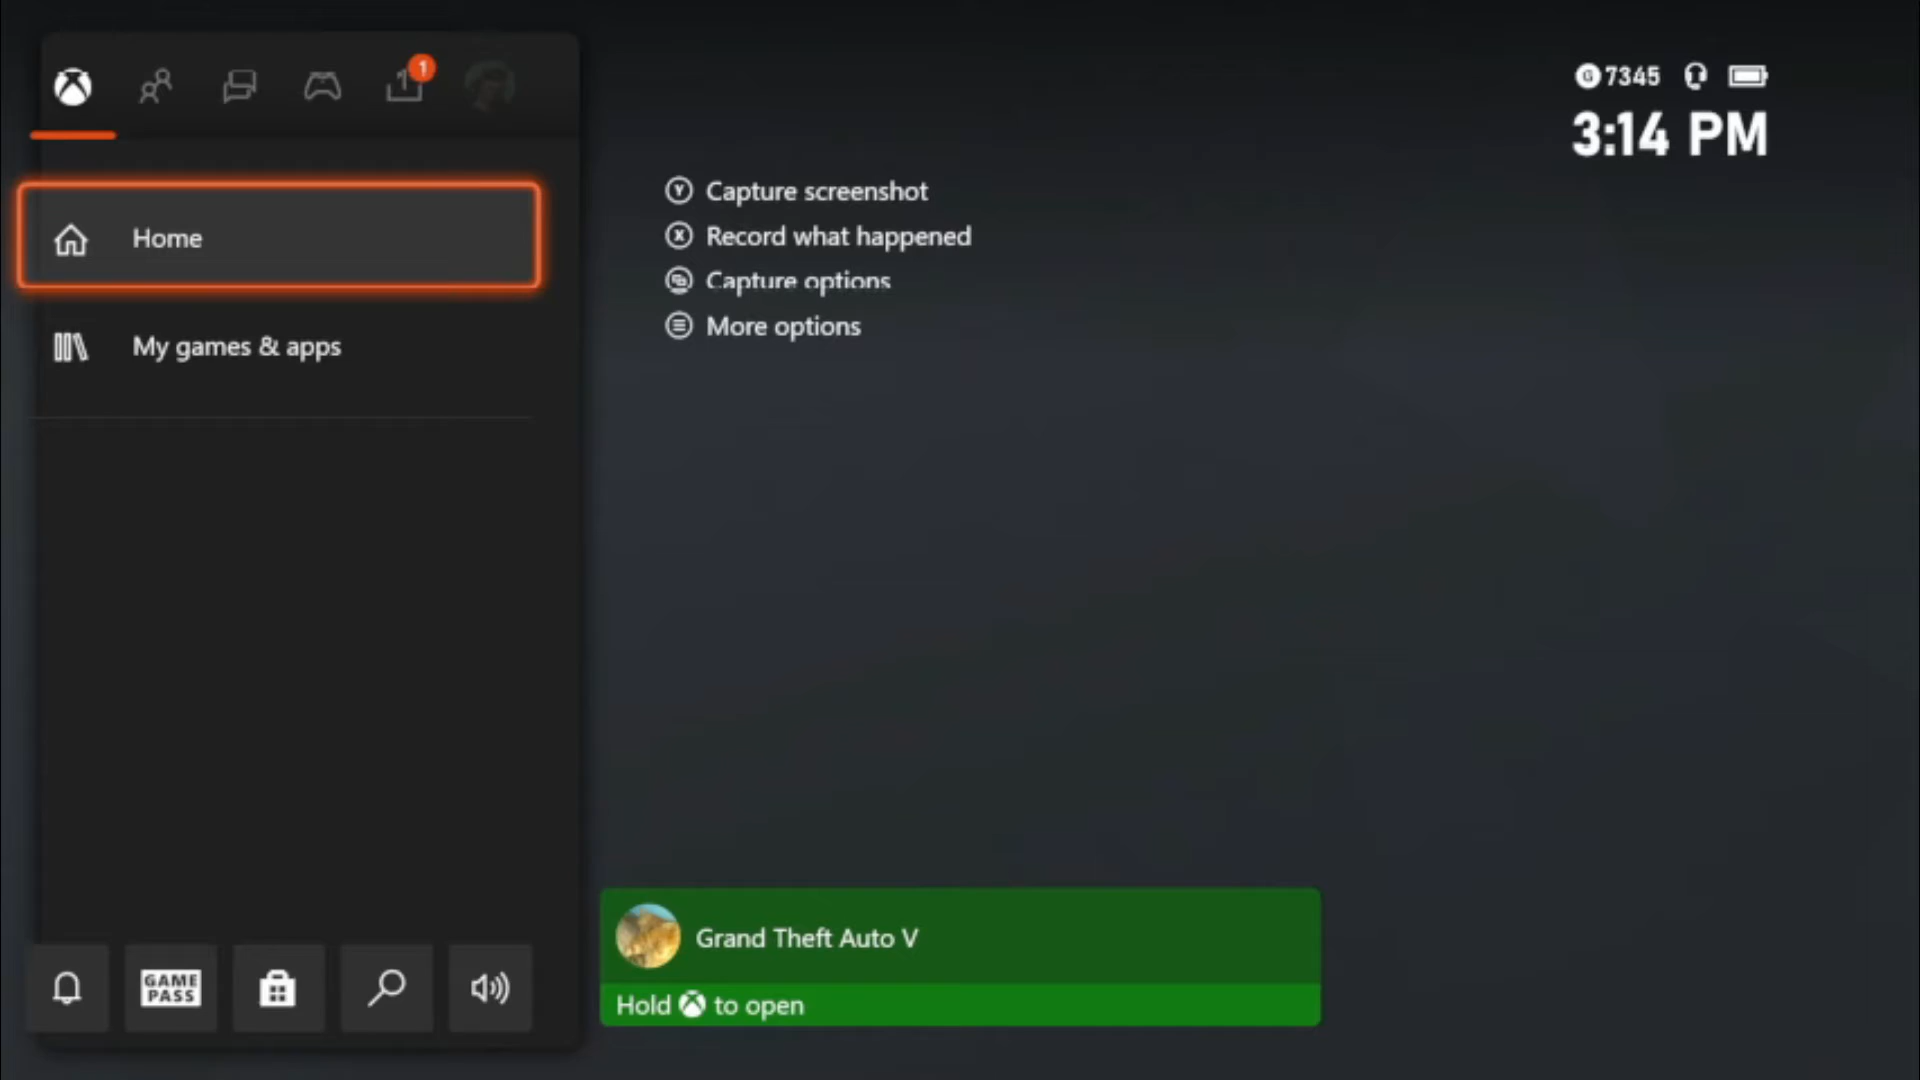 1
7345
3:14 PM
Capture screenshot
Record what happened
Capture options
More options
Home
My games & apps
GAME PASS
Grand Theft Auto V
Hold to open